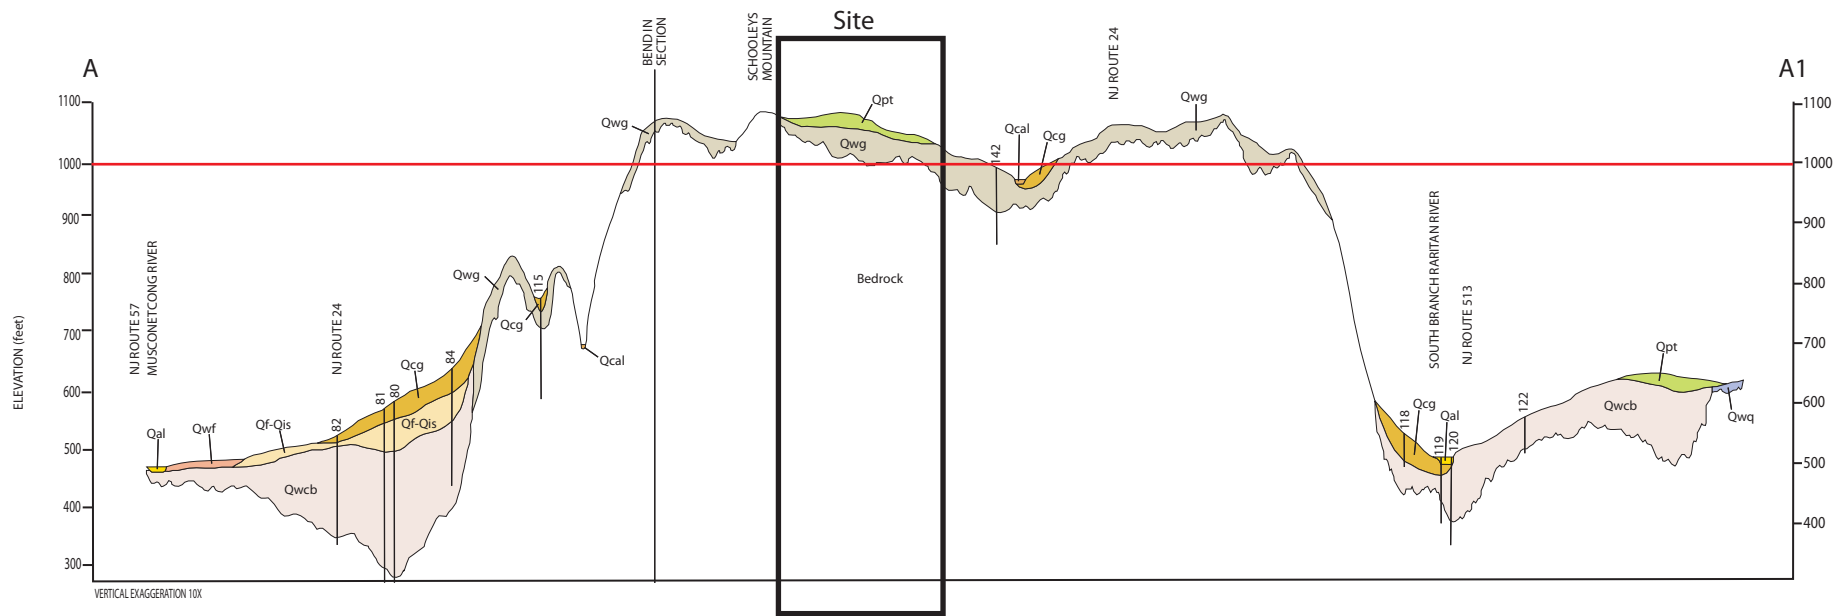 Site
A
A1
BEND IN
SECTION
SCHOOLEYS
MOUNTAIN
NJ ROUTE 24
1100
1000
900
800
700
600
500
400
300
ELEVATION (feet)
NJ ROUTE 57
MUSCONETCONG RIVER
NJ ROUTE 24
Qal
Qwf
Qf-Qis
82
81
80
Qcg
84
Qf-Qis
Qwcb
Qwg
115
Qcg
Qcal
Qwg
Qpt
Qwg
Bedrock
142
Qcal
Qcg
Qwg
SOUTH BRANCH RARITAN RIVER
NJ ROUTE 513
118
Qcg
119
Qal
120
122
Qwcb
Qpt
Qwq
1100
1000
900
800
700
600
500
400
VERTICAL EXAGGERATION 10X